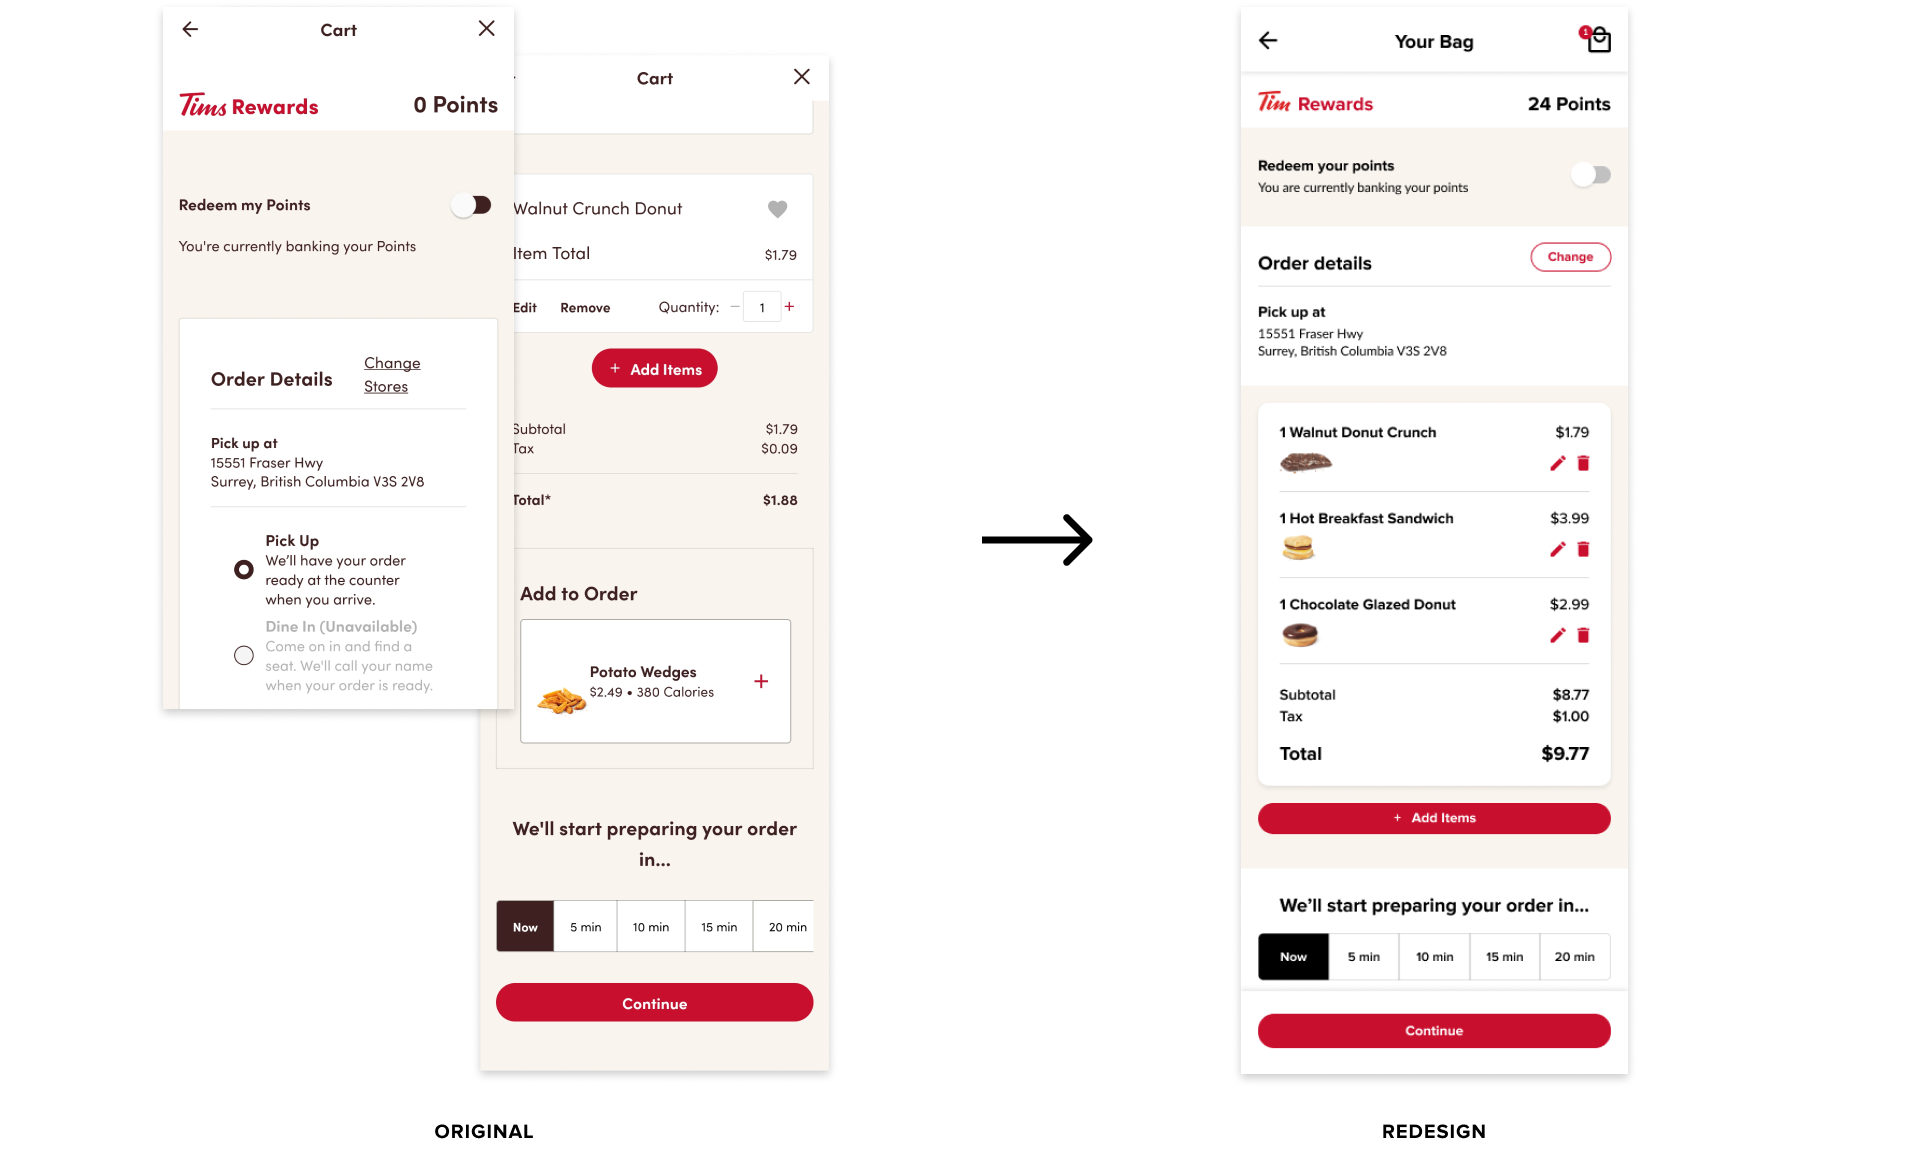 Cart
Tims Rewards
0 Points
Redeem my Points
You're currently banking your Points
Order Details
Change
Stores
Pick up at
15551 Fraser Hwy
Surrey, British Columbia V3S 2V8
Pick Up
We'll have your order
ready at the counter
when you arrive.
Dine In (Unavailable)
Come on in and find a
seat. We'll call your name
when your order is ready.
Cart
Walnut Crunch Donut
Item Total
$1.79
Edit
Remove
Quantity:
1
+ Add Items
Subtotal
$1.79
Tax
$0.09
Total*
$1.88
Add to Order
Potato Wedges
$2.49 • 380 Calories
We'll start preparing your order
in...
Now
5 min
10 min
15 min
20 min
Continue
ORIGINAL
Your Bag
1
Tim Rewards
24 Points
Redeem your points
You are currently banking your points
Order details
Change
Pick up at
15551 Fraser Hwy
Surrey, British Columbia V3S 2V8
1 Walnut Donut Crunch
$1.79
1 Hot Breakfast Sandwich
$3.99
1 Chocolate Glazed Donut
$2.99
Subtotal
$8.77
Tax
$1.00
Total
$9.77
+ Add Items
We'll start preparing your order in...
Now
5 min
10 min
15 min
20 min
Continue
REDESIGN